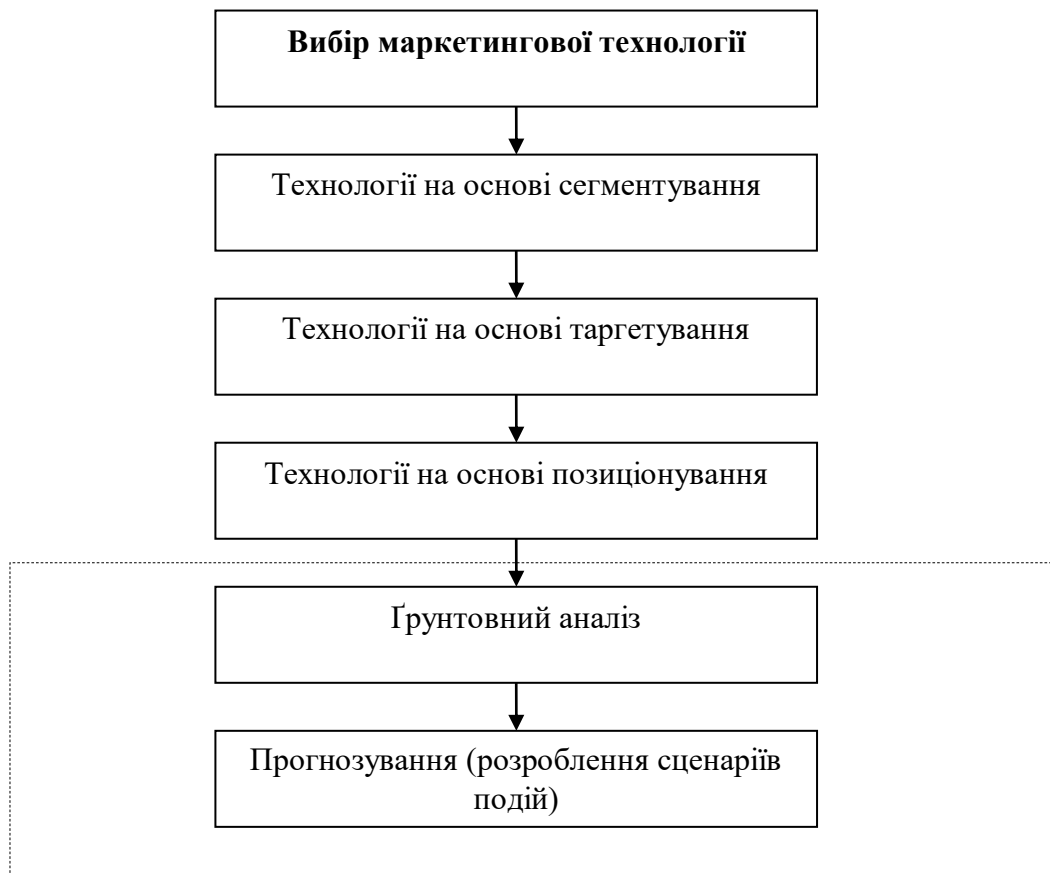 Вибір маркетингової технології
Технології на основі сегментування
Технології на основі таргетування
Технології на основі позиціонування
Ґрунтовний аналіз
Прогнозування (розроблення сценаріїв
подій)